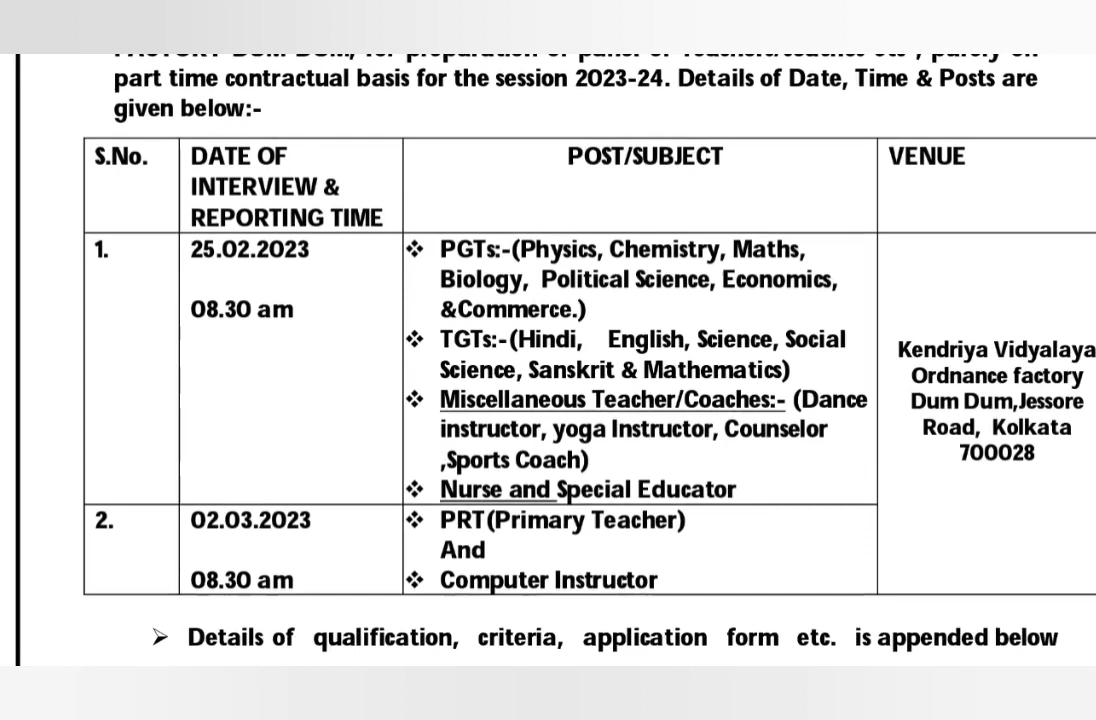 part time contractual basis for the session 2023-24. Details of Date, Time & Posts are
given below:-
S.No.
DATE OF
INTERVIEW &
REPORTING TIME
POST/SUBJECT
VENUE
1.
25.02.2023
08.30 am
❖ PGTs:-(Physics, Chemistry, Maths,
Biology, Political Science, Economics,
&Commerce.)
❖ TGTs:-(Hindi, English, Science, Social
Science, Sanskrit & Mathematics)
❖ Miscellaneous Teacher/Coaches:- (Dance
instructor, yoga Instructor, Counselor
,Sports Coach)
❖ Nurse and Special Educator
Kendriya Vidyalaya
Ordnance factory
Dum Dum,Jessore
Road, Kolkata
700028
2.
02.03.2023
08.30 am
❖ PRT(Primary Teacher)
And
❖ Computer Instructor
➢ Details of qualification, criteria, application form etc. is appended below